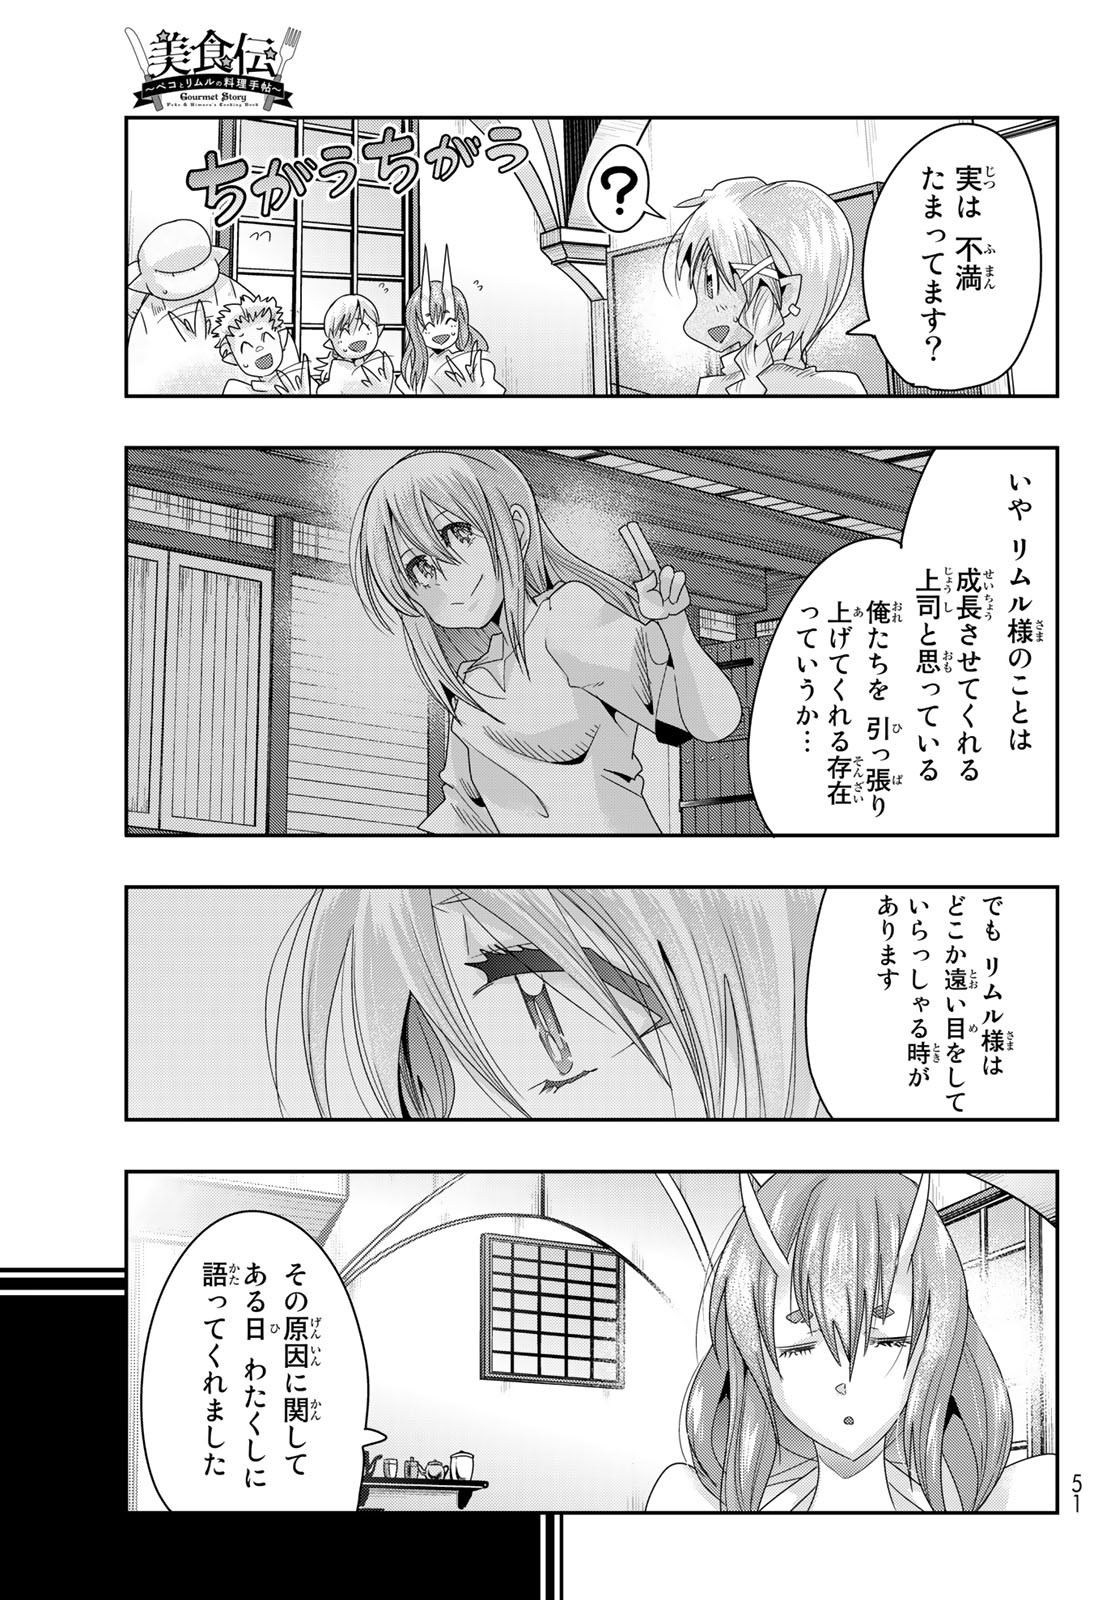 美食伝
～ペコとリムルの料理手帖～
Gourmet Story
Peko & Rimuru's Cooking Book
実は 不満
たまってます？
？
ちがうちがう
いや リムル様のことは
成長させてくれる
上司と思っている
俺たちを 引っ張り
上げてくれる存在
っていうか…
でも リムル様は
どこか遠い目をして
いらっしゃる時が
あります
その原因に関して
ある日 わたくしに
語ってくれました
51